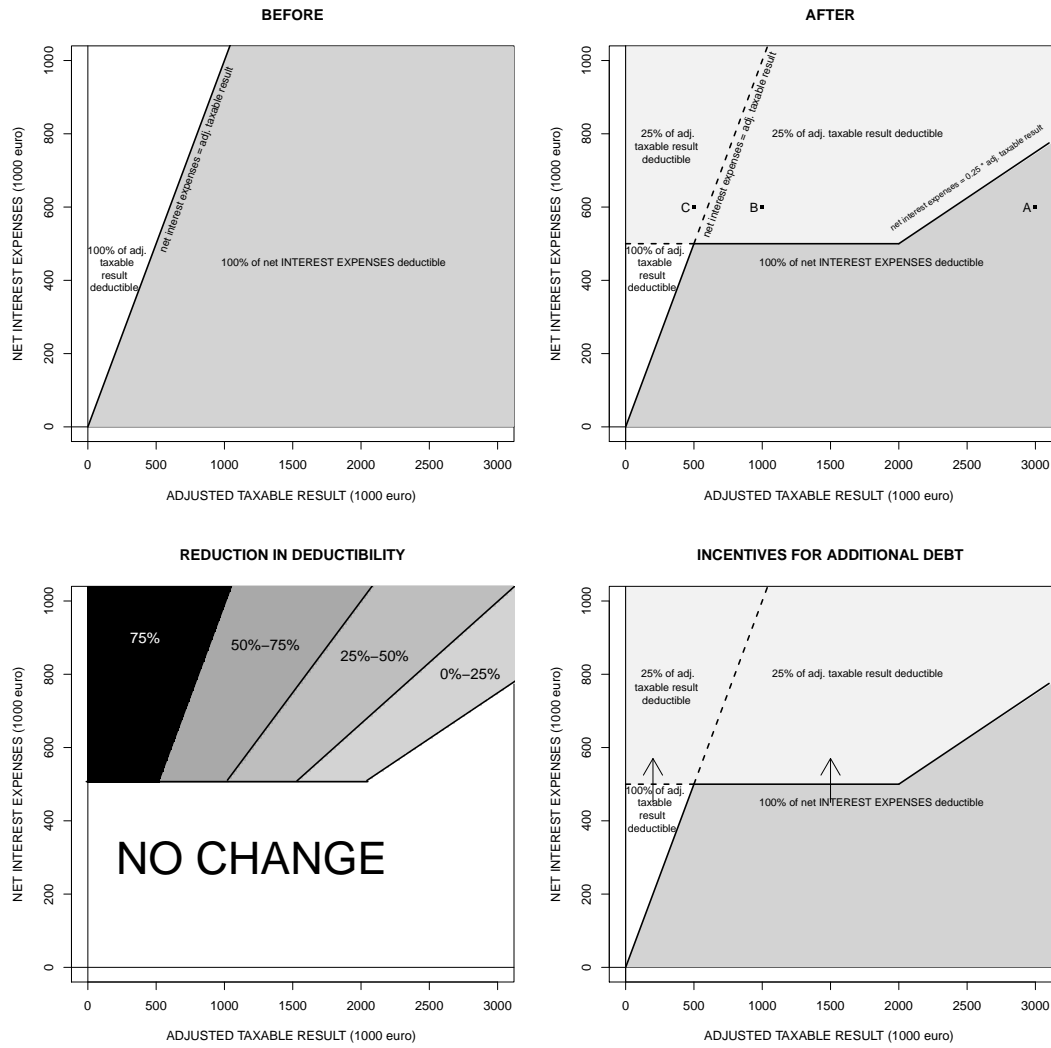 BEFORE
NET INTEREST EXPENSES (1000 euro)
1000
800
600
400
200
0
net interest expenses = adj. taxable result
100% of adj.
taxable
result
deductible
100% of net INTEREST EXPENSES deductible
0
500
1000
1500
2000
2500
3000
ADJUSTED TAXABLE RESULT (1000 euro)
AFTER
NET INTEREST EXPENSES (1000 euro)
1000
800
600
400
200
0
25% of adj.
taxable result
deductible
net interest expenses = adj. taxable result
25% of adj. taxable result deductible
net interest expenses = 0.25 * adj. taxable result
C
B
A
100% of adj.
taxable
result
deductible
100% of net INTEREST EXPENSES deductible
0
500
1000
1500
2000
2500
3000
ADJUSTED TAXABLE RESULT (1000 euro)
REDUCTION IN DEDUCTIBILITY
NET INTEREST EXPENSES (1000 euro)
1000
800
600
400
200
0
75%
50%−75%
25%−50%
0%−25%
NO CHANGE
0
500
1000
1500
2000
2500
3000
ADJUSTED TAXABLE RESULT (1000 euro)
INCENTIVES FOR ADDITIONAL DEBT
NET INTEREST EXPENSES (1000 euro)
1000
800
600
400
200
0
25% of adj.
taxable result
deductible
25% of adj. taxable result deductible
100% of adj.
taxable
result
deductible
100% of net INTEREST EXPENSES deductible
0
500
1000
1500
2000
2500
3000
ADJUSTED TAXABLE RESULT (1000 euro)